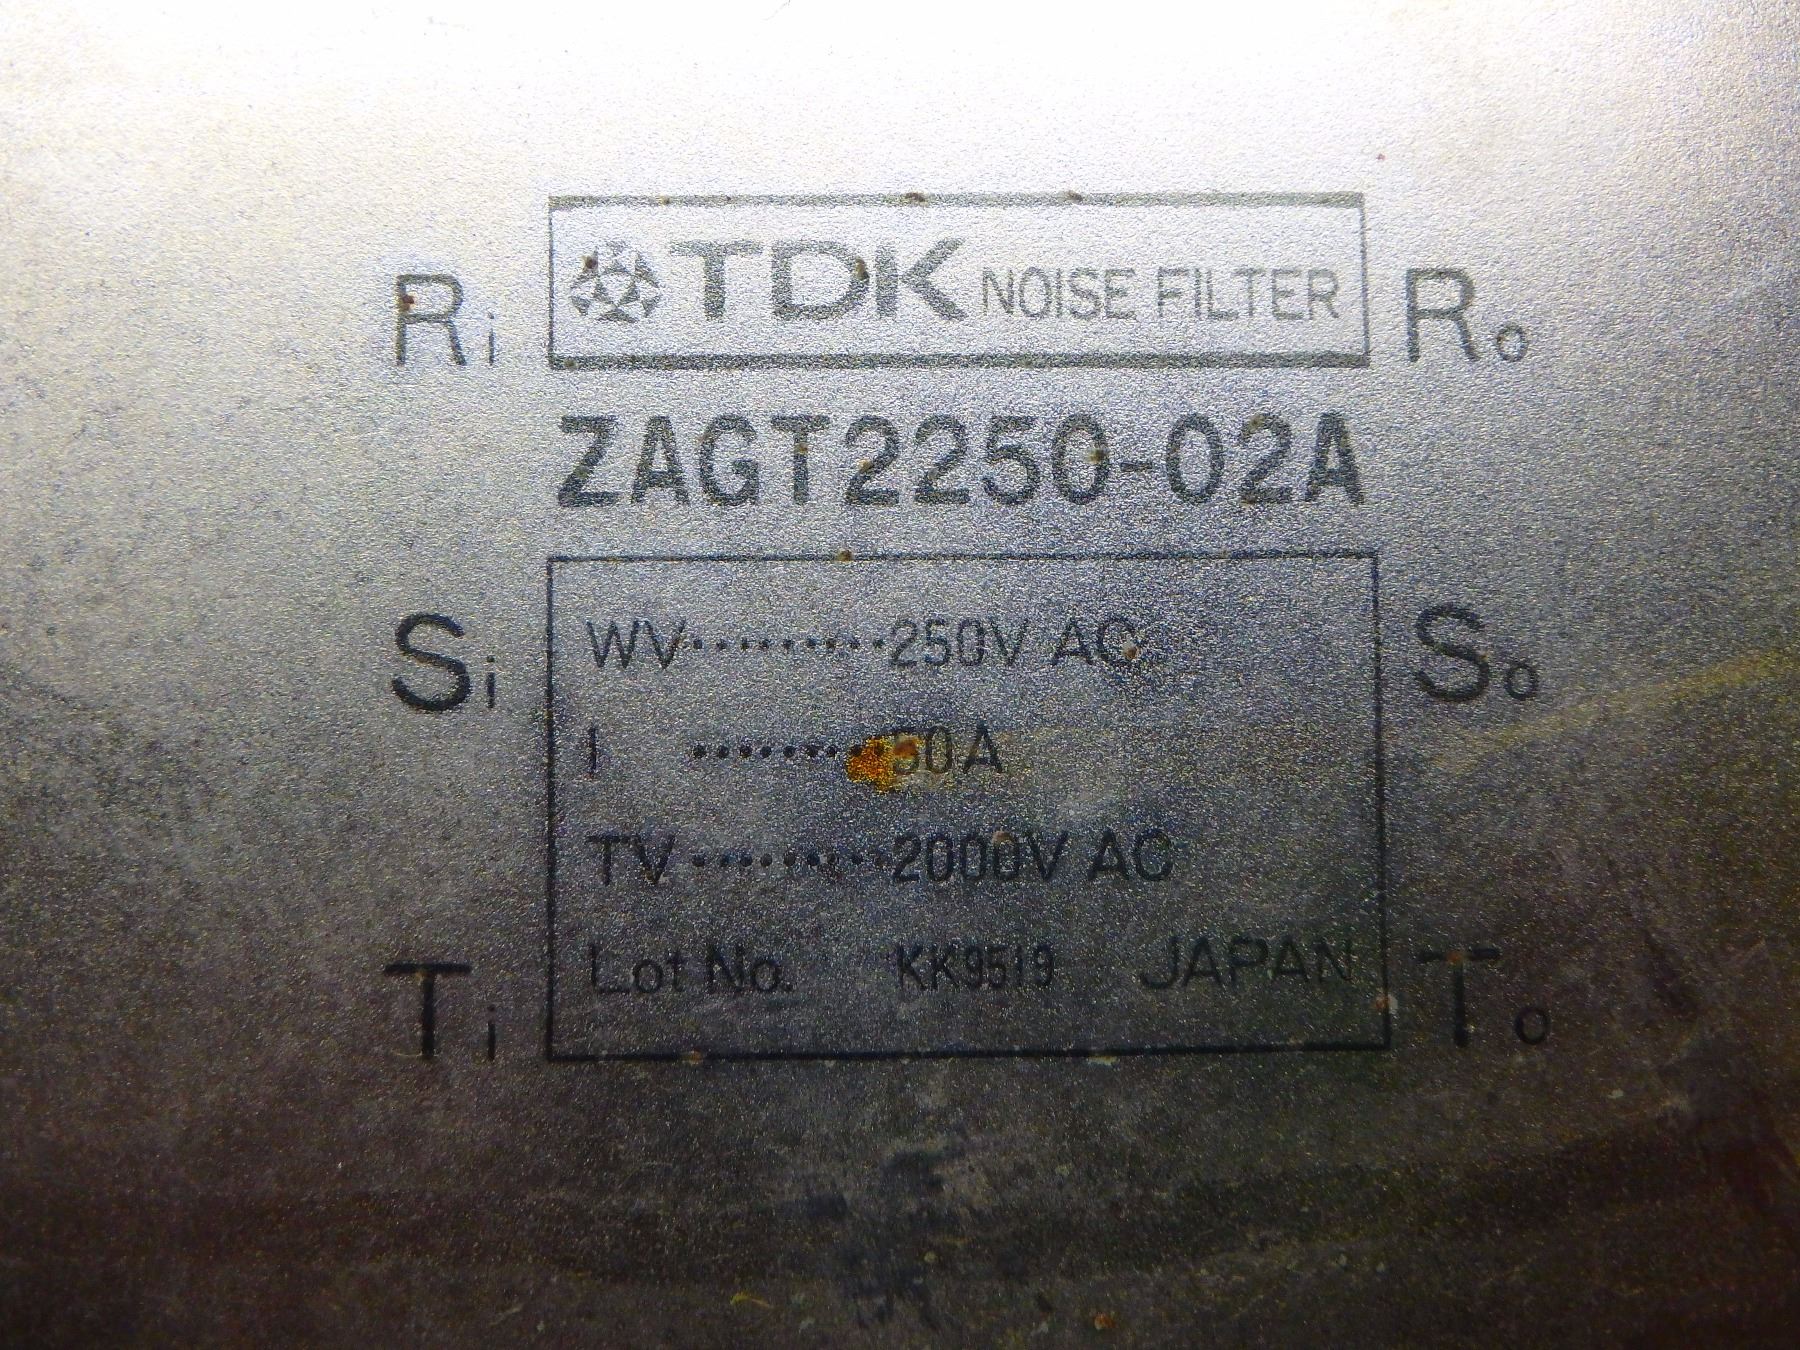 Ri TDK NOISE FILTER Ro
ZAGT2250-02A
Si WV·········250V AC So
I ·········50A
TV·········2000V AC
Lot No. KK9519 JAPAN
Ti To